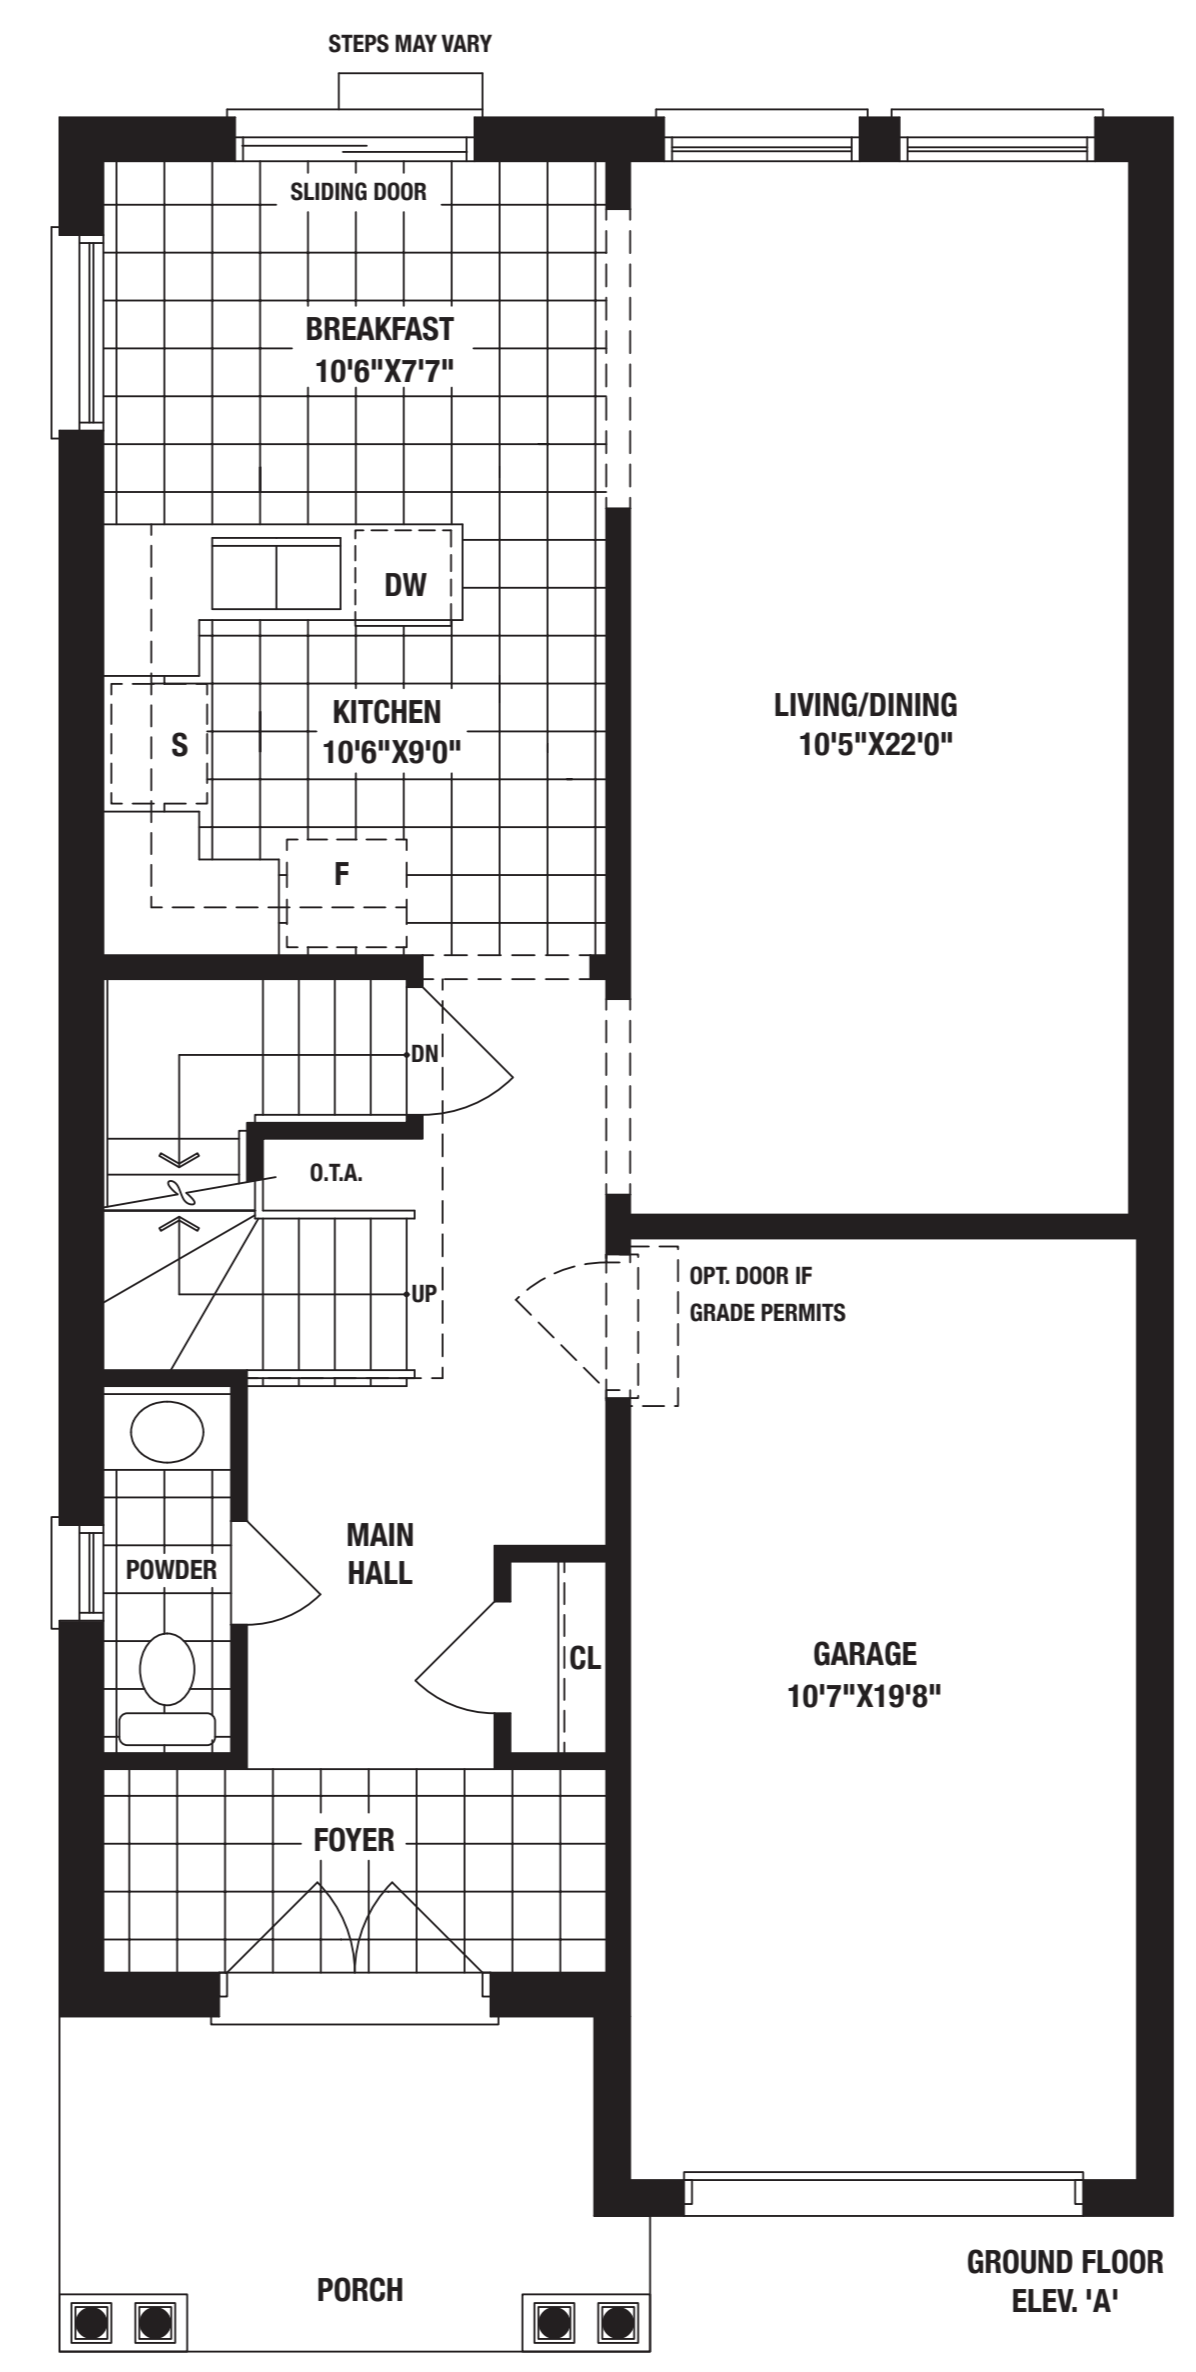 STEPS MAY VARY
SLIDING DOOR
BREAKFAST
10'6"X7'7"
DW
KITCHEN
10'6"X9'0"
S
F
LIVING/DINING
10'5"X22'0"
DN
O.T.A.
UP
OPT. DOOR IF
GRADE PERMITS
POWDER
MAIN
HALL
CL
GARAGE
10'7"X19'8"
FOYER
PORCH
GROUND FLOOR
ELEV. 'A'